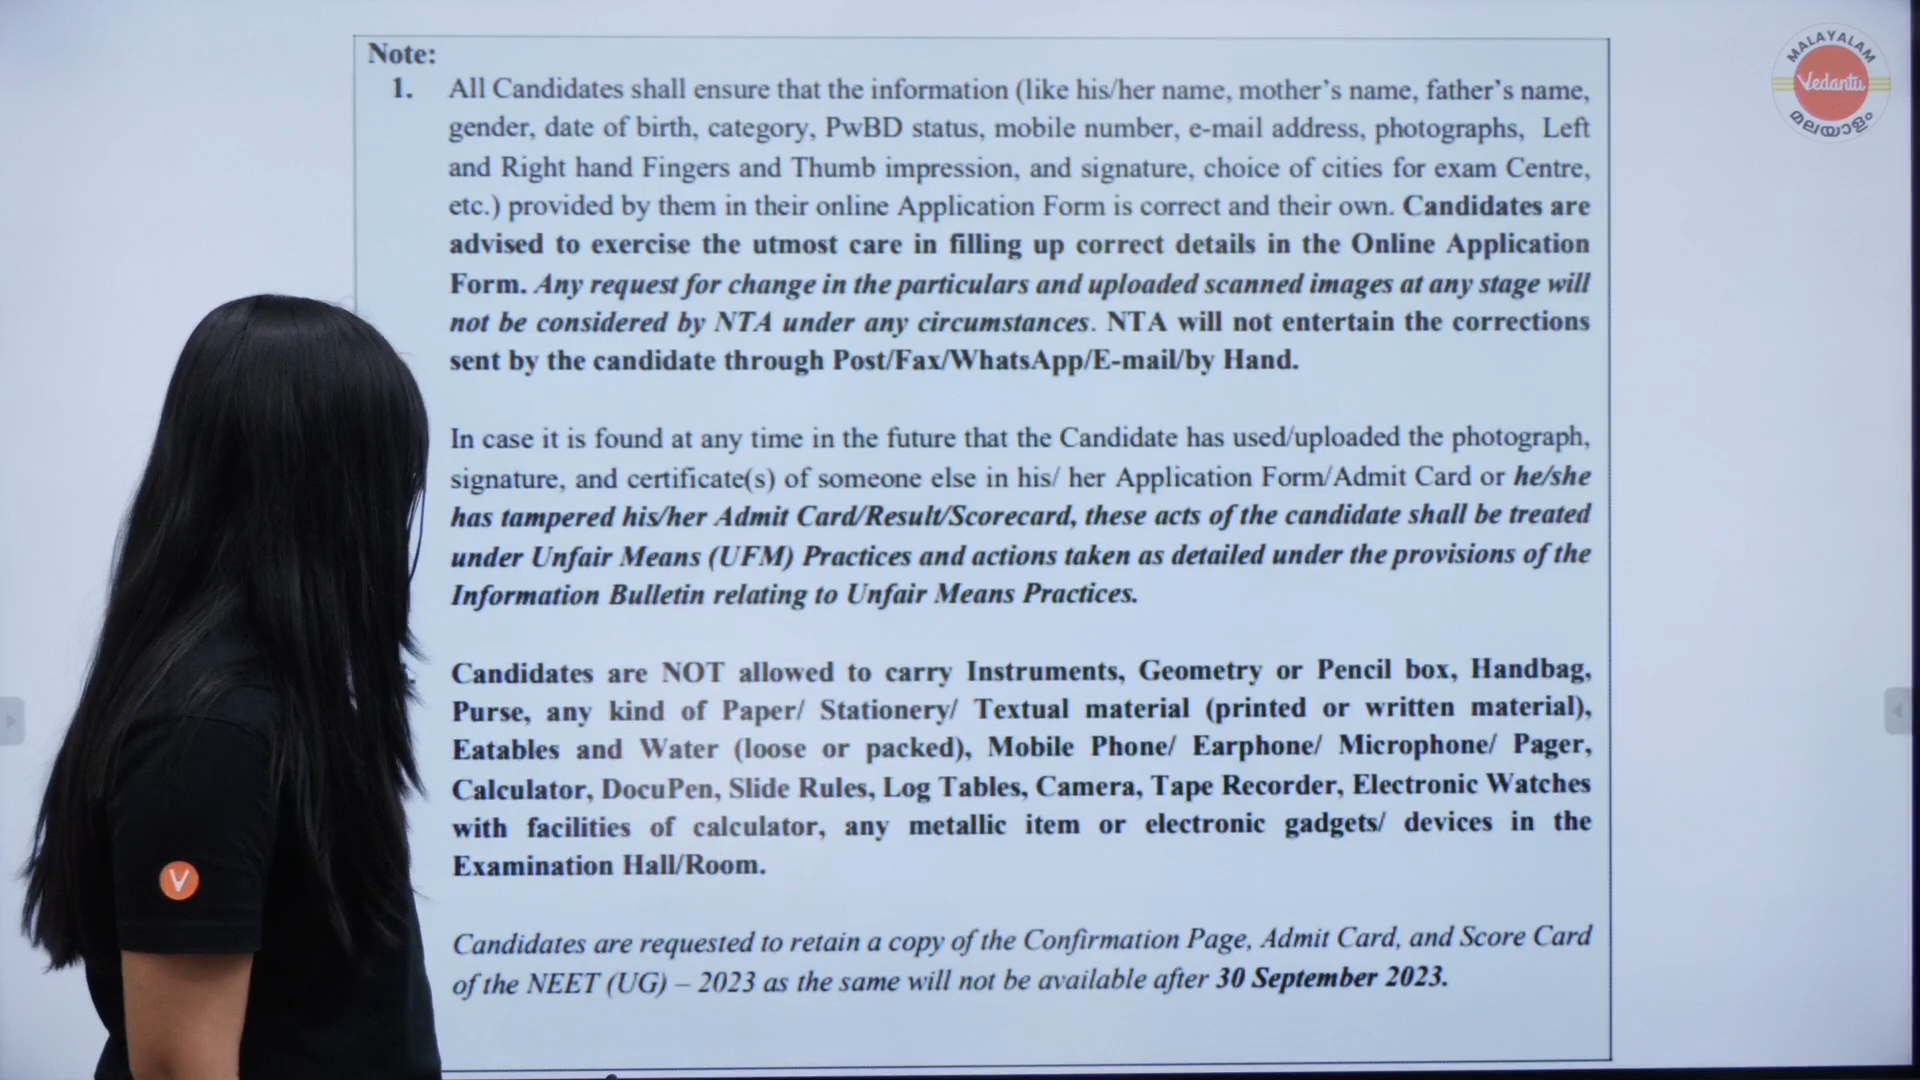 MALAYALAM
Vedantu
മലയാളം
Note:
1. All Candidates shall ensure that the information (like his/her name, mother's name, father's name,
gender, date of birth, category, PwBD status, mobile number, e-mail address, photographs, Left
and Right hand Fingers and Thumb impression, and signature, choice of cities for exam Centre,
etc.) provided by them in their online Application Form is correct and their own. Candidates are
advised to exercise the utmost care in filling up correct details in the Online Application
Form. Any request for change in the particulars and uploaded scanned images at any stage will
not be considered by NTA under any circumstances. NTA will not entertain the corrections
sent by the candidate through Post/Fax/WhatsApp/E-mail/by Hand.
In case it is found at any time in the future that the Candidate has used/uploaded the photograph,
signature, and certificate(s) of someone else in his/ her Application Form/Admit Card or he/she
has tampered his/her Admit Card/Result/Scorecard, these acts of the candidate shall be treated
under Unfair Means (UFM) Practices and actions taken as detailed under the provisions of the
Information Bulletin relating to Unfair Means Practices.
Candidates are NOT allowed to carry Instruments, Geometry or Pencil box, Handbag,
Purse, any kind of Paper/ Stationery/ Textual material (printed or written material),
Eatables and Water (loose or packed), Mobile Phone/ Earphone/ Microphone/ Pager,
Calculator, DocuPen, Slide Rules, Log Tables, Camera, Tape Recorder, Electronic Watches
with facilities of calculator, any metallic item or electronic gadgets/ devices in the
Examination Hall/Room.
V
Candidates are requested to retain a copy of the Confirmation Page, Admit Card, and Score Card
of the NEET (UG) – 2023 as the same will not be available after 30 September 2023.